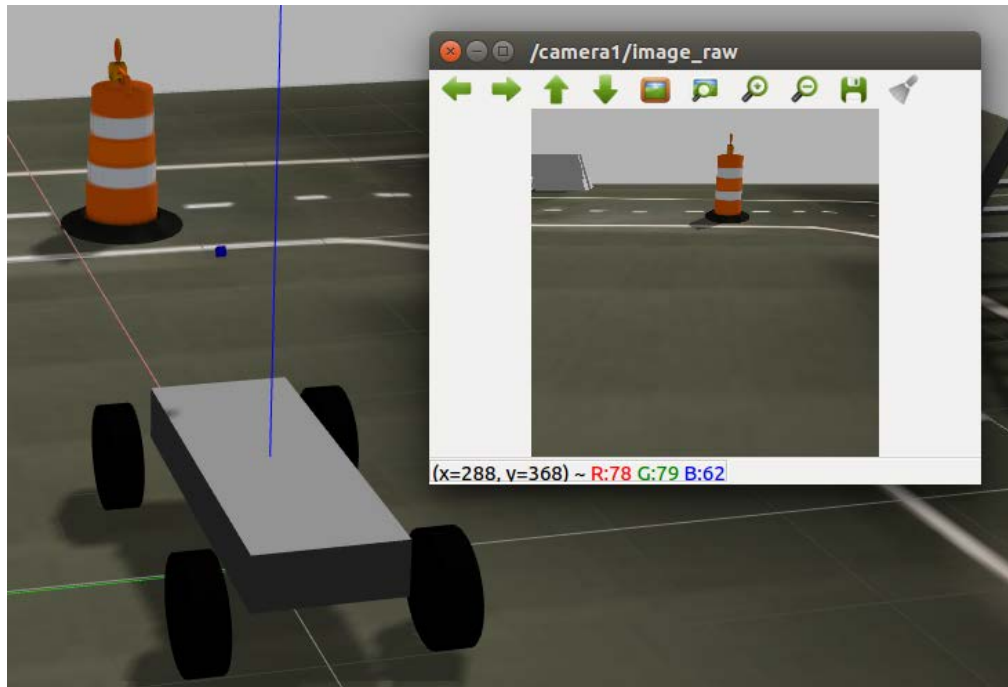 /camera1/image_raw
(x=288, y=368) ~ R:78 G:79 B:62